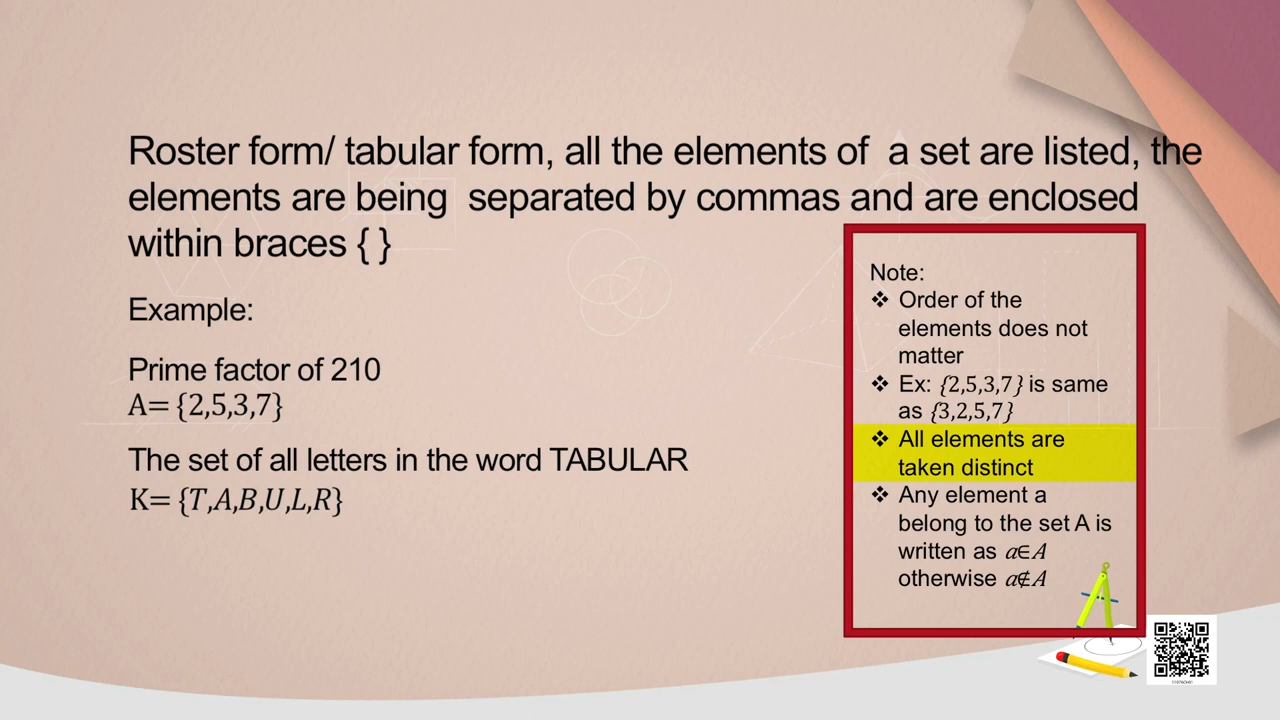 Roster form/ tabular form, all the elements of a set are listed, the
elements are being separated by commas and are enclosed
within braces { }
Example:
Prime factor of 210
A= {2,5,3,7}
The set of all letters in the word TABULAR
K= {T,A,B,U,L,R}
Note:
❖ Order of the
elements does not
matter
❖ Ex: {2,5,3,7} is same
as {3,2,5,7}
❖ All elements are
taken distinct
❖ Any element a
belong to the set A is
written as a∈A
otherwise a∉A